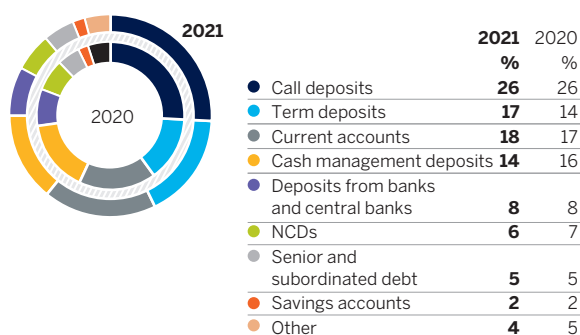 2021
2020
2021 2020
% %
Call deposits 26 26
Term deposits 17 14
Current accounts 18 17
Cash management deposits 14 16
Deposits from banks
and central banks 8 8
NCDs 6 7
Senior and
subordinated debt 5 5
Savings accounts 2 2
Other 4 5